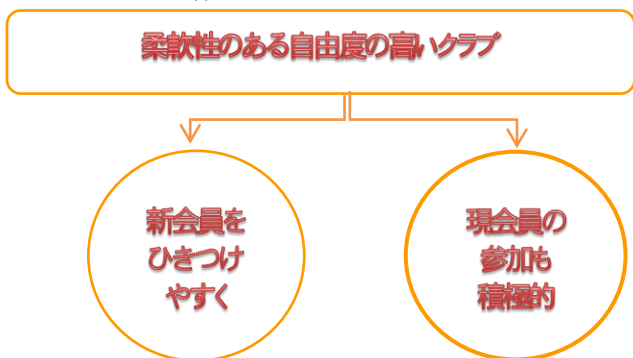 柔軟性のある自由度の高いクラブ
新会員を
ひきつけ
やすく
現会員の
参加も
積極的